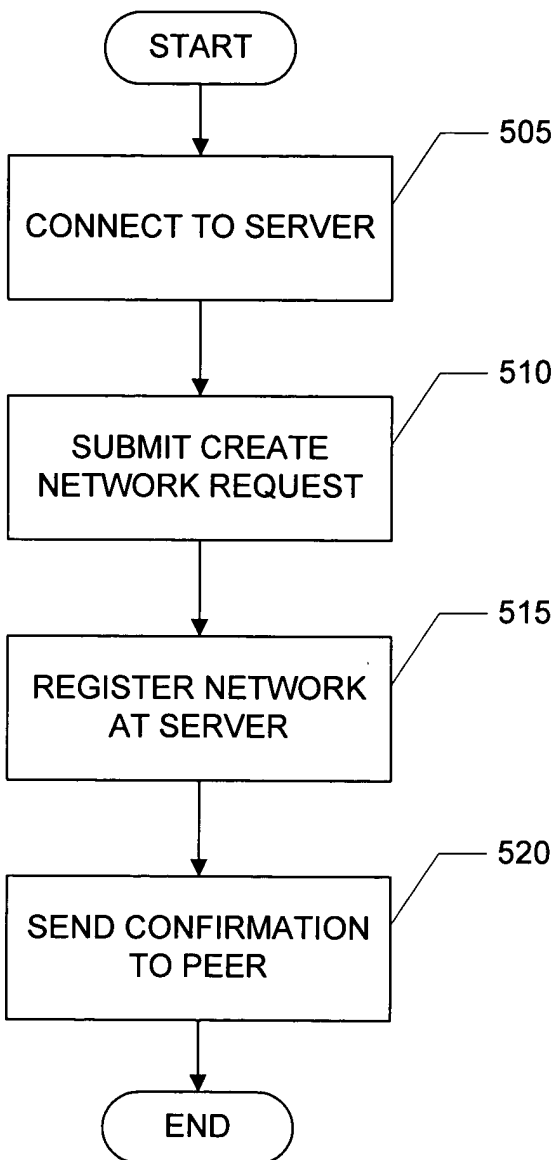 START
505
CONNECT TO SERVER
510
SUBMIT CREATE
NETWORK REQUEST
515
REGISTER NETWORK
AT SERVER
520
SEND CONFIRMATION
TO PEER
END